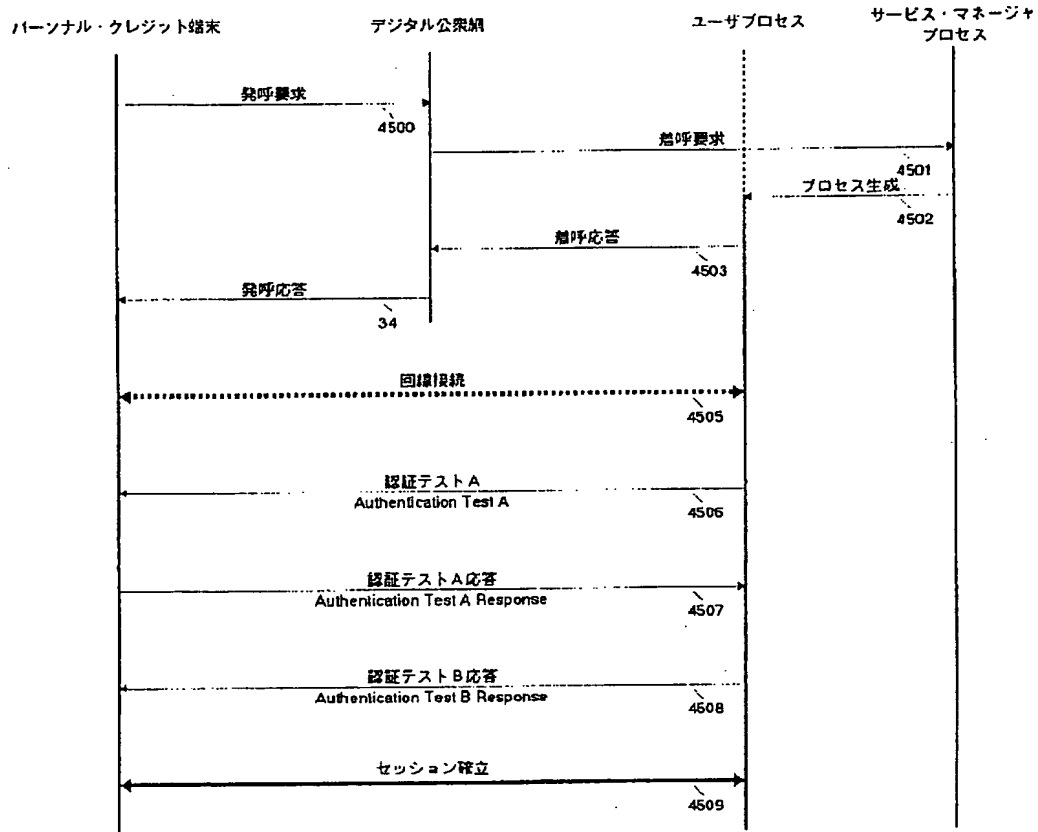 パーソナル・クレジット端末
デジタル公衆網
ユーザプロセス
サービス・マネージャ
プロセス
発呼要求
4500
着呼要求
4501
プロセス生成
4502
着呼応答
4503
発呼応答
34
回線接続
4505
認証テストA
Authentication Test A
4506
認証テストA応答
Authentication Test A Response
4507
認証テストB応答
Authentication Test B Response
4508
セッション確立
4509